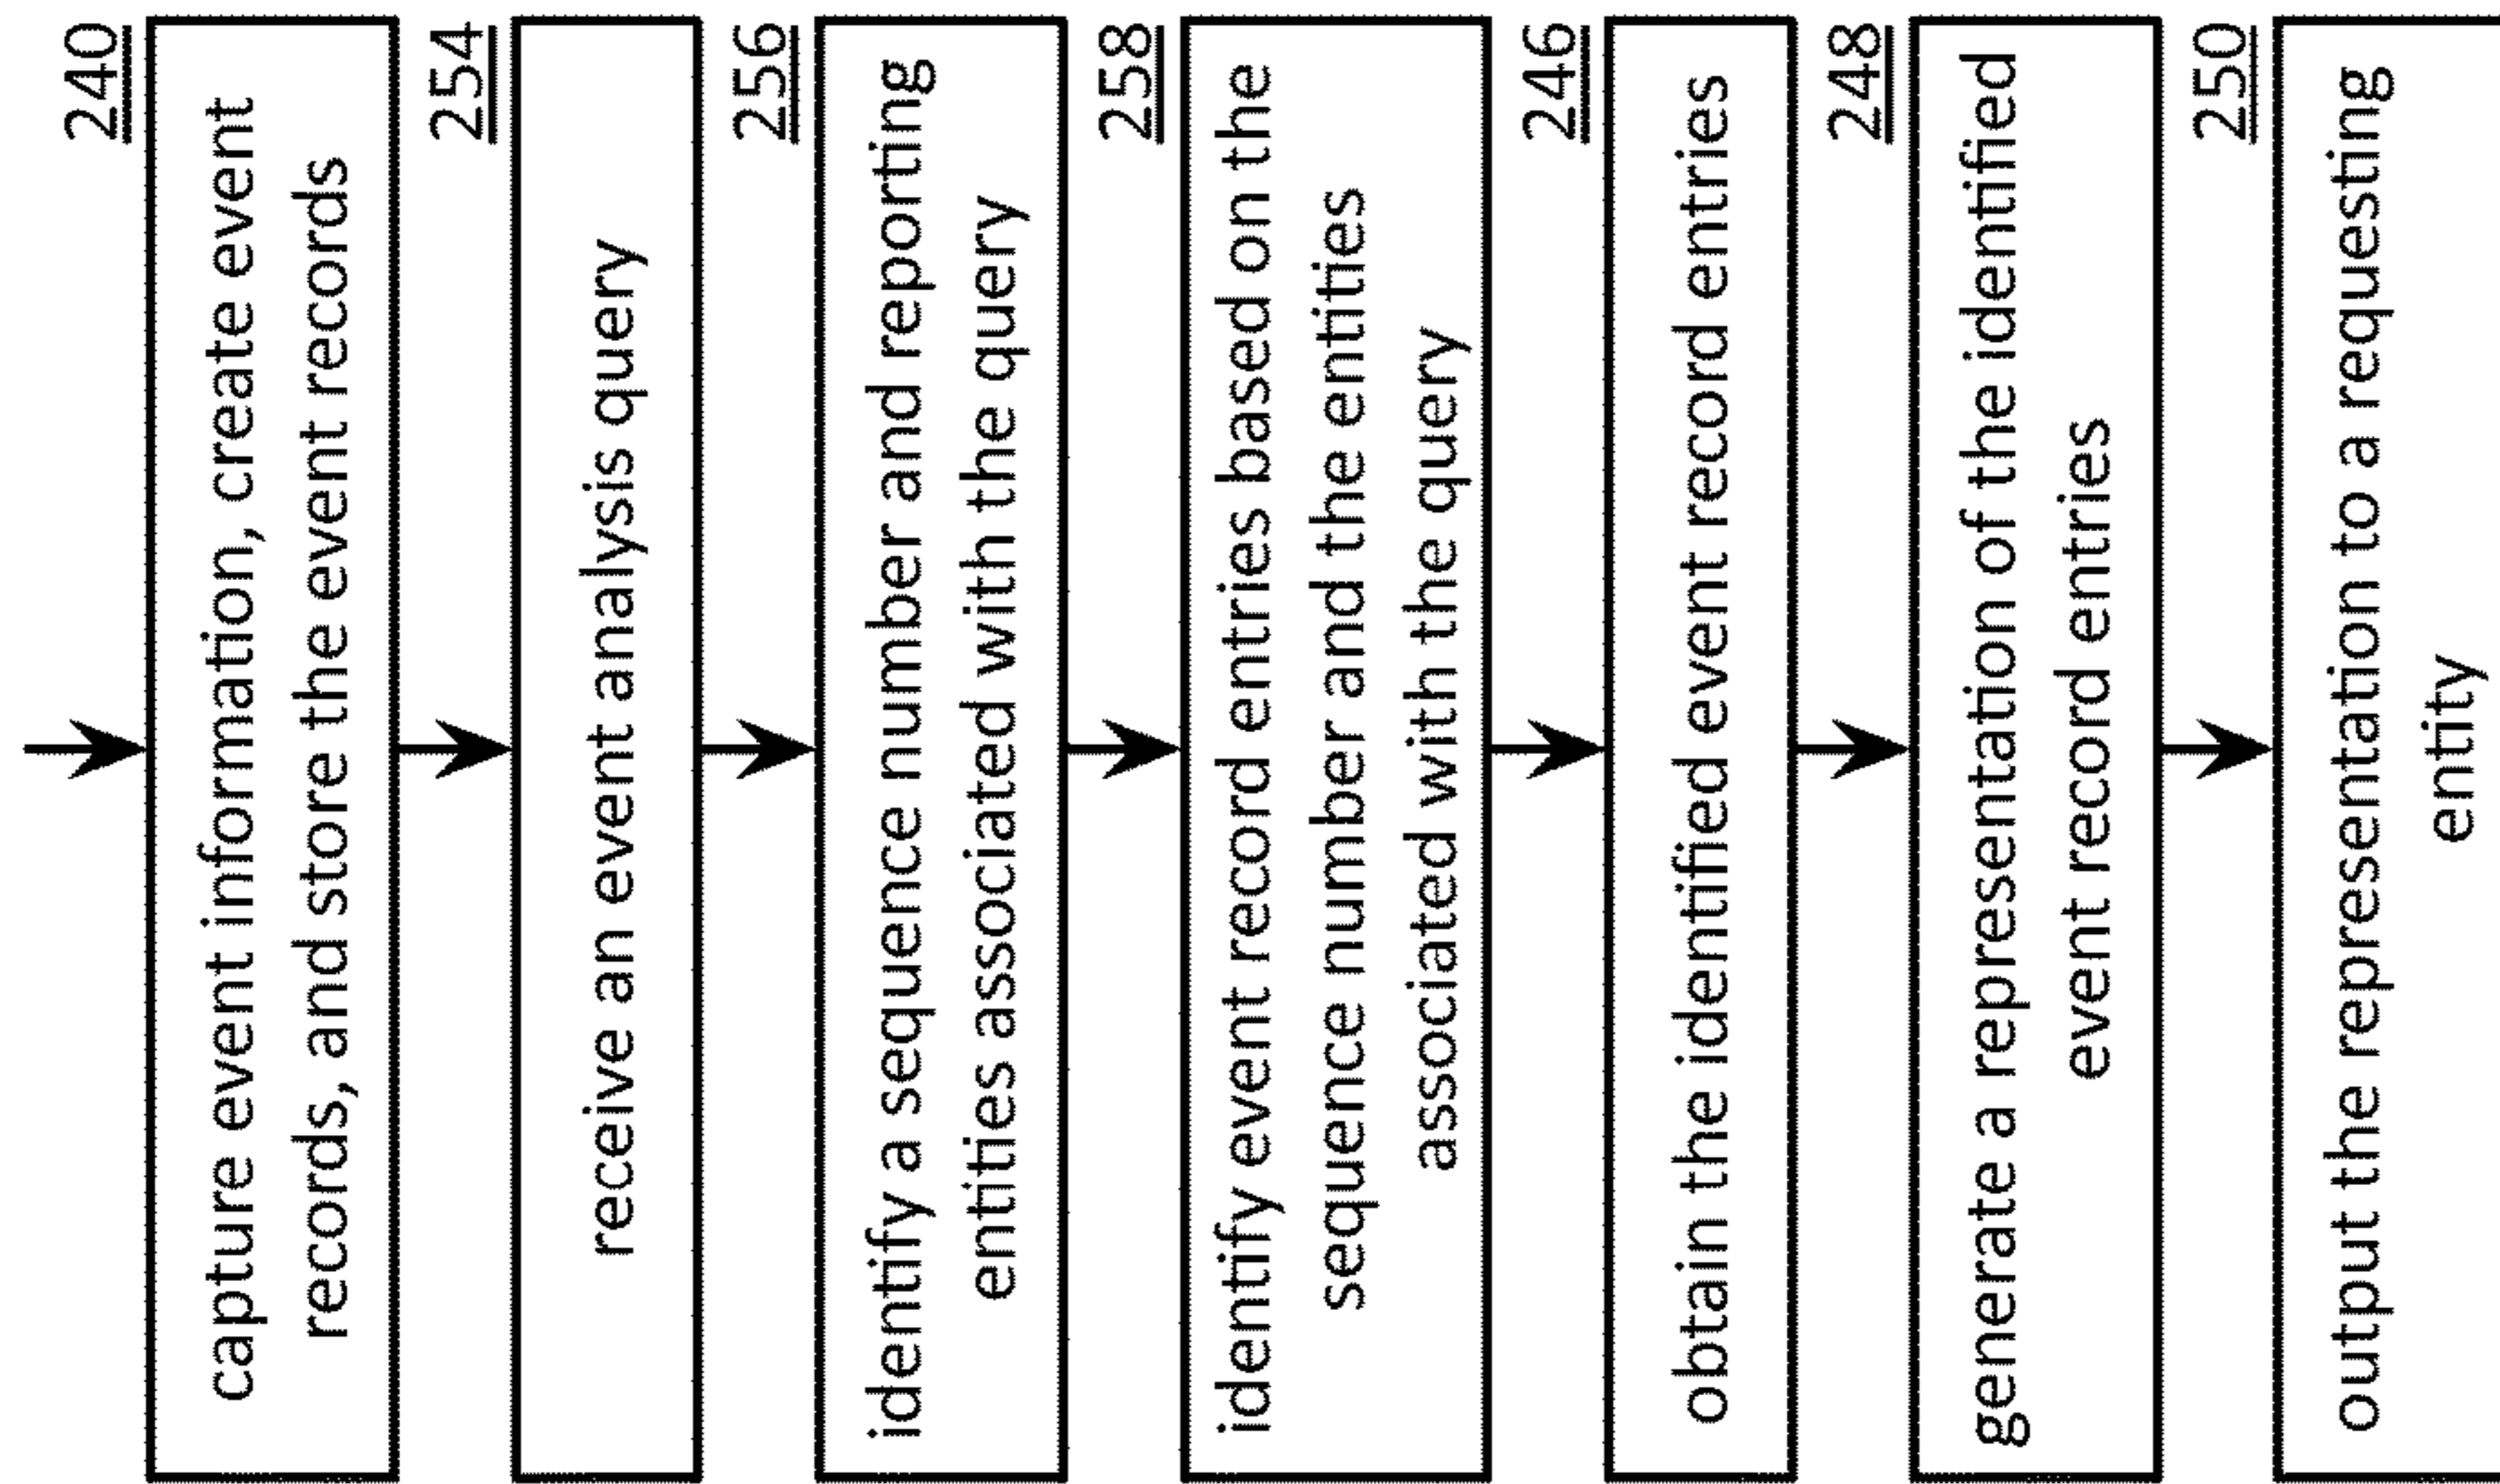 240
capture event information, create event
records, and store the event records
254
receive an event analysis query
256
identify a sequence number and reporting
entities associated with the query
258
identify event record entries based on the
sequence number and the entities
associated with the query
246
obtain the identified event record entries
248
generate a representation of the identified
event record entries
250
output the representation to a requesting
entity